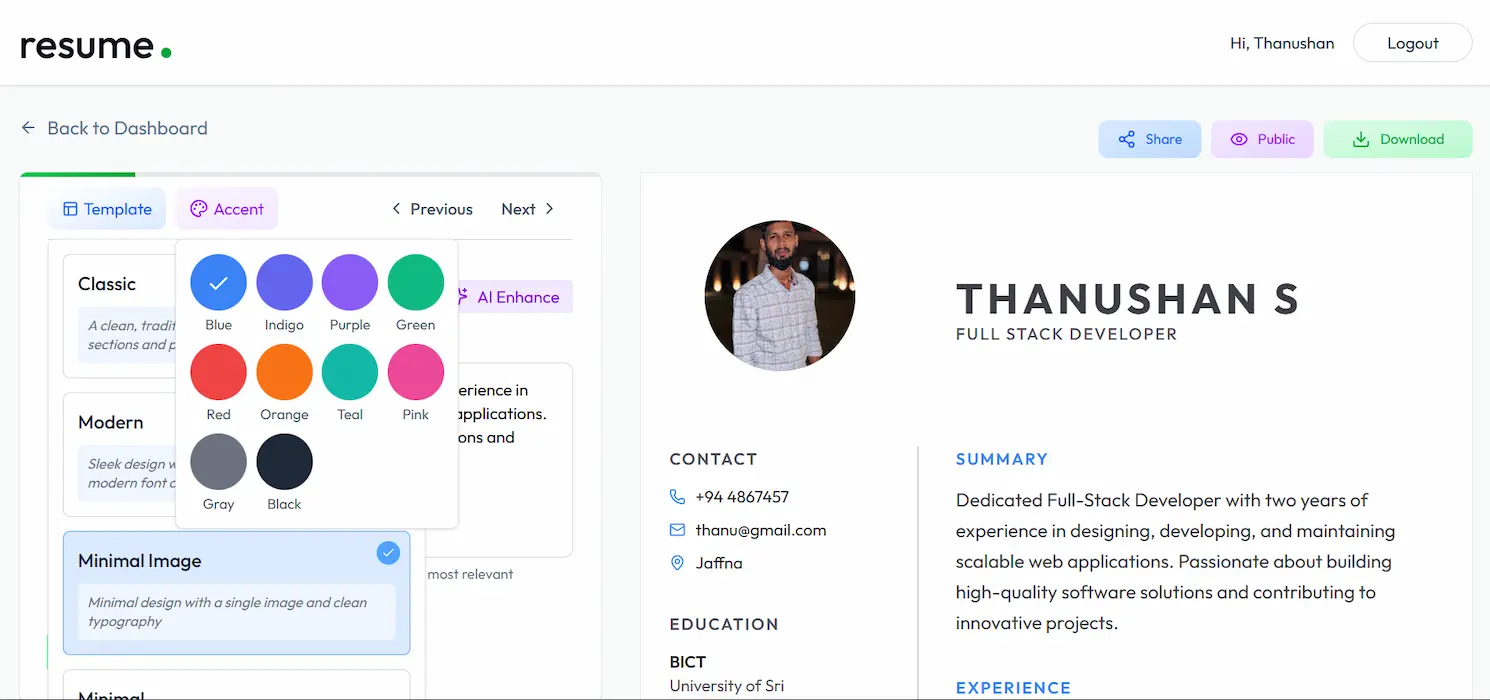 resume.
Hi, Thanushan
Logout
Back to Dashboard
Share
Public
Download
Template
Accent
Previous
Next
Classic
A clean,
sections and
Modern
Sleek design
modern font
Blue
Indigo
Purple
Green
Red
Orange
Teal
Pink
Gray
Black
AI Enhance
in
applications.
and
most relevant
Minimal Image
Minimal design with a single image and clean
typography
Minimal
THANUSHAN S
FULL STACK DEVELOPER
CONTACT
+94 4867457
thanu@gmail.com
Jaffna
EDUCATION
BICT
University of Sri
SUMMARY
Dedicated Full-Stack Developer with two years of
experience in designing, developing, and maintaining
scalable web applications. Passionate about building
high-quality software solutions and contributing to
innovative projects.
EXPERIENCE